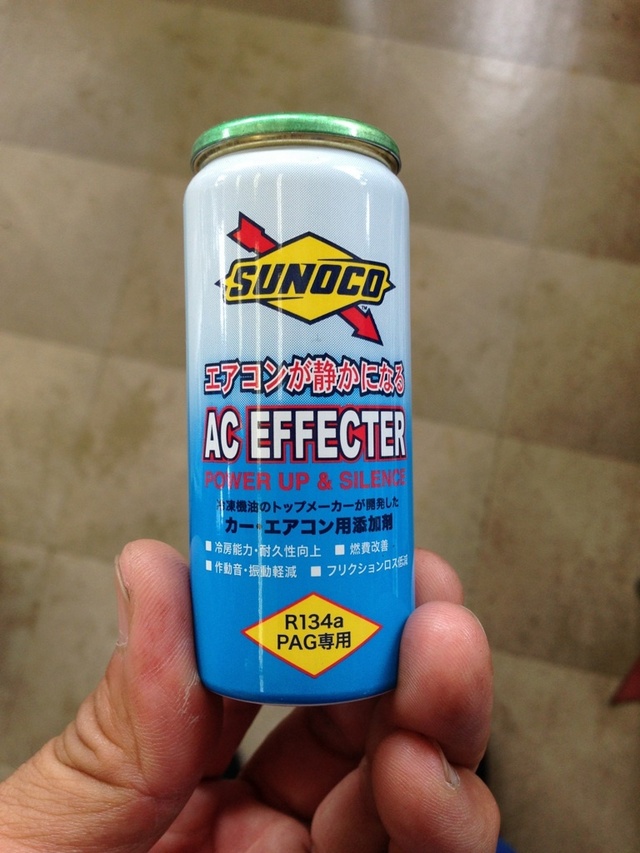 SUNOCO
エアコンが静かになる
AC EFFECTER
POWER UP & SILENCE
冷凍機油のトップメーカーが開発した
カー・エアコン用添加剤
■ 冷房能力・耐久性向上 ■ 燃費改善
■ 作動音・振動軽減 ■ フリクションロス低減
R134a
PAG専用